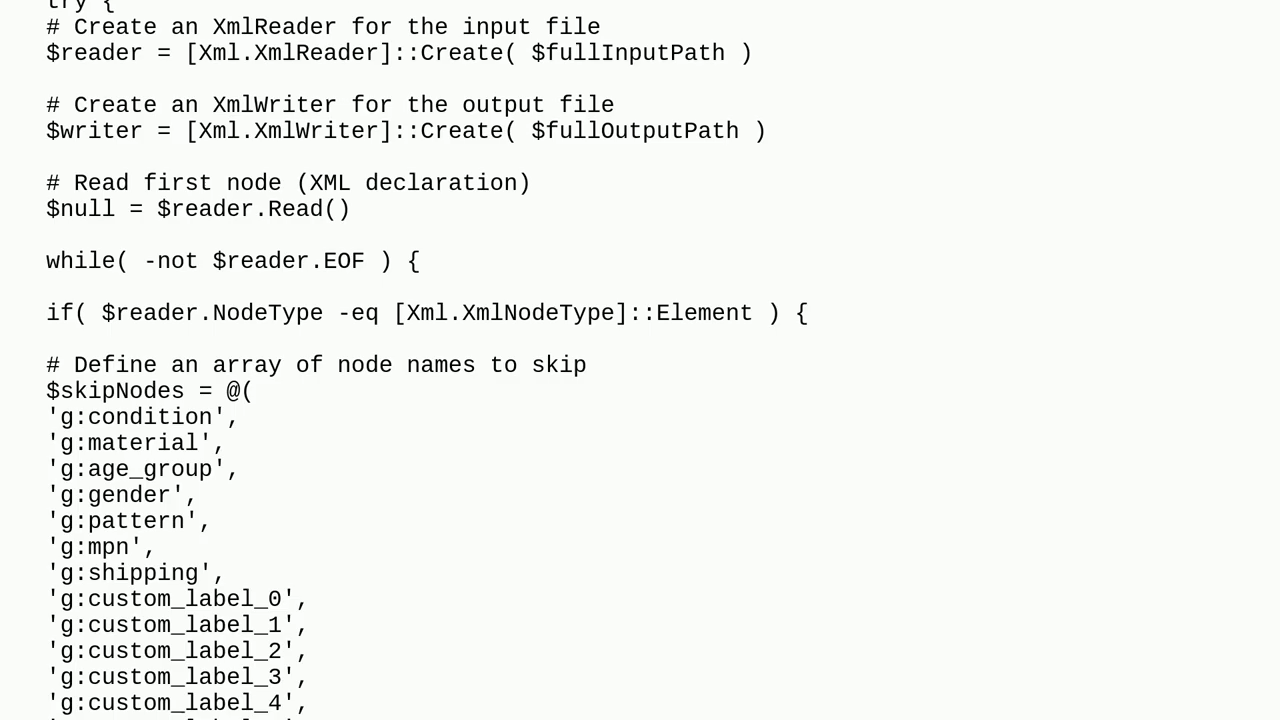 try {
# Create an XmlReader for the input file
$reader = [Xml.XmlReader]::Create( $fullInputPath )
# Create an XmlWriter for the output file
$writer = [Xml.XmlWriter]::Create( $fullOutputPath )
# Read first node (XML declaration)
$null = $reader.Read()
while( -not $reader.EOF ) {
if( $reader.NodeType -eq [Xml.XmlNodeType]::Element ) {
# Define an array of node names to skip
$skipNodes = @(
'g:condition',
'g:material',
'g:age_group',
'g:gender',
'g:pattern',
'g:mpn',
'g:shipping',
'g:custom_label_0',
'g:custom_label_1',
'g:custom_label_2',
'g:custom_label_3',
'g:custom_label_4',